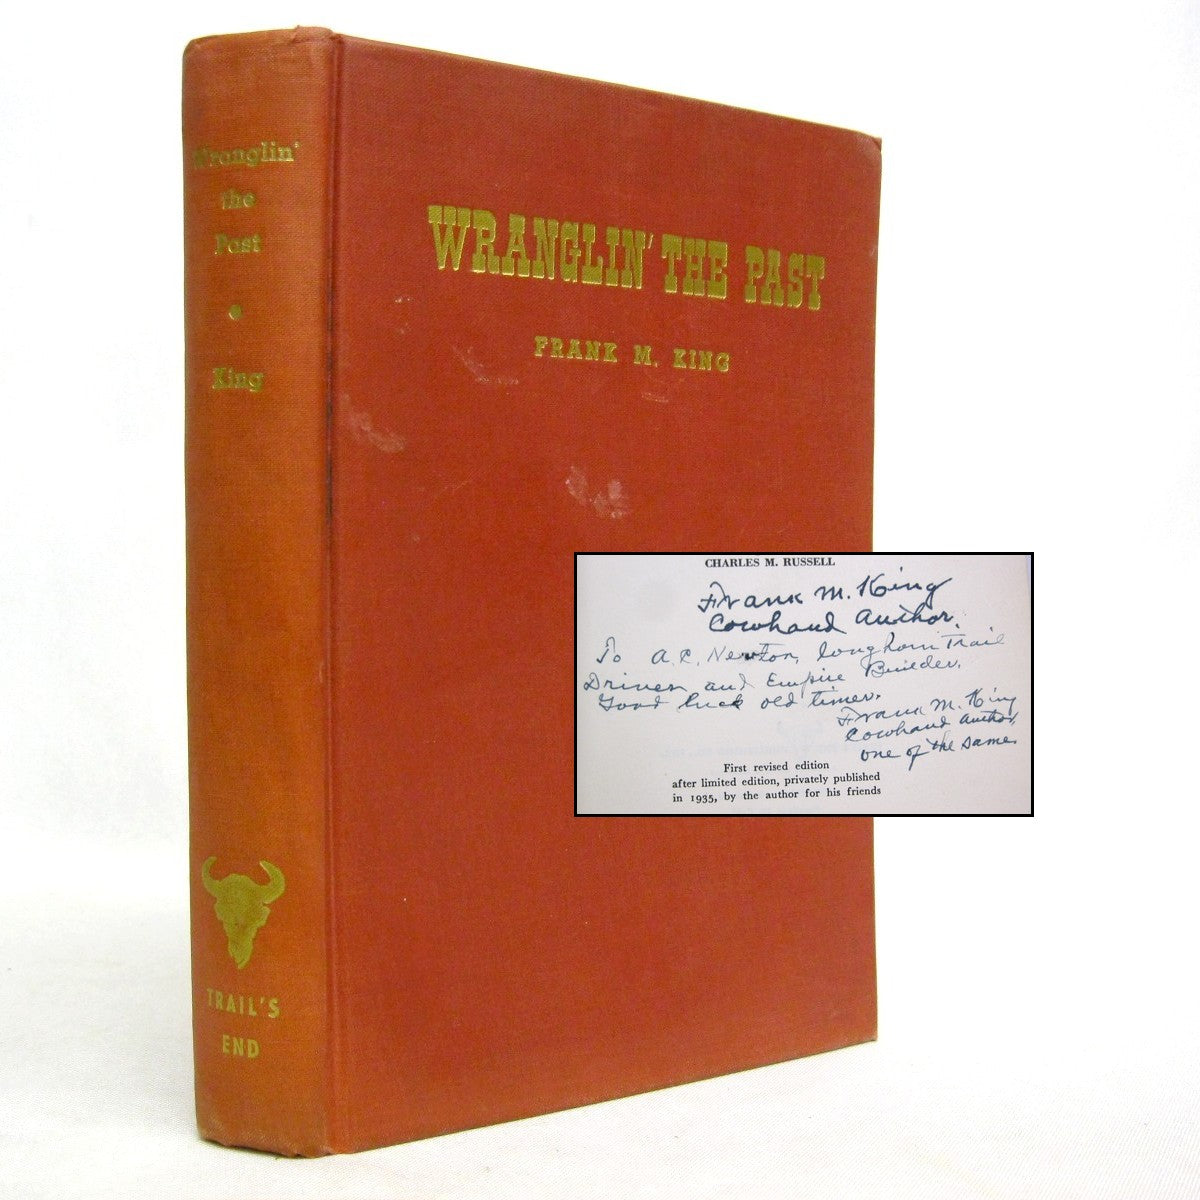 Wranglin'
the
Past
King
TRAIL'S
END
WRANGLIN' THE PAST
FRANK M. KING
CHARLES M. RUSSELL
Frank M. King
Cowhand Author.
To A.C. Newton, longhorn Trail
Driver and Empire Builder.
Good luck old timer.
Frank M. King
Cowhand Author
one of the same.
First revised edition
after limited edition, privately published
in 1935, by the author for his friends